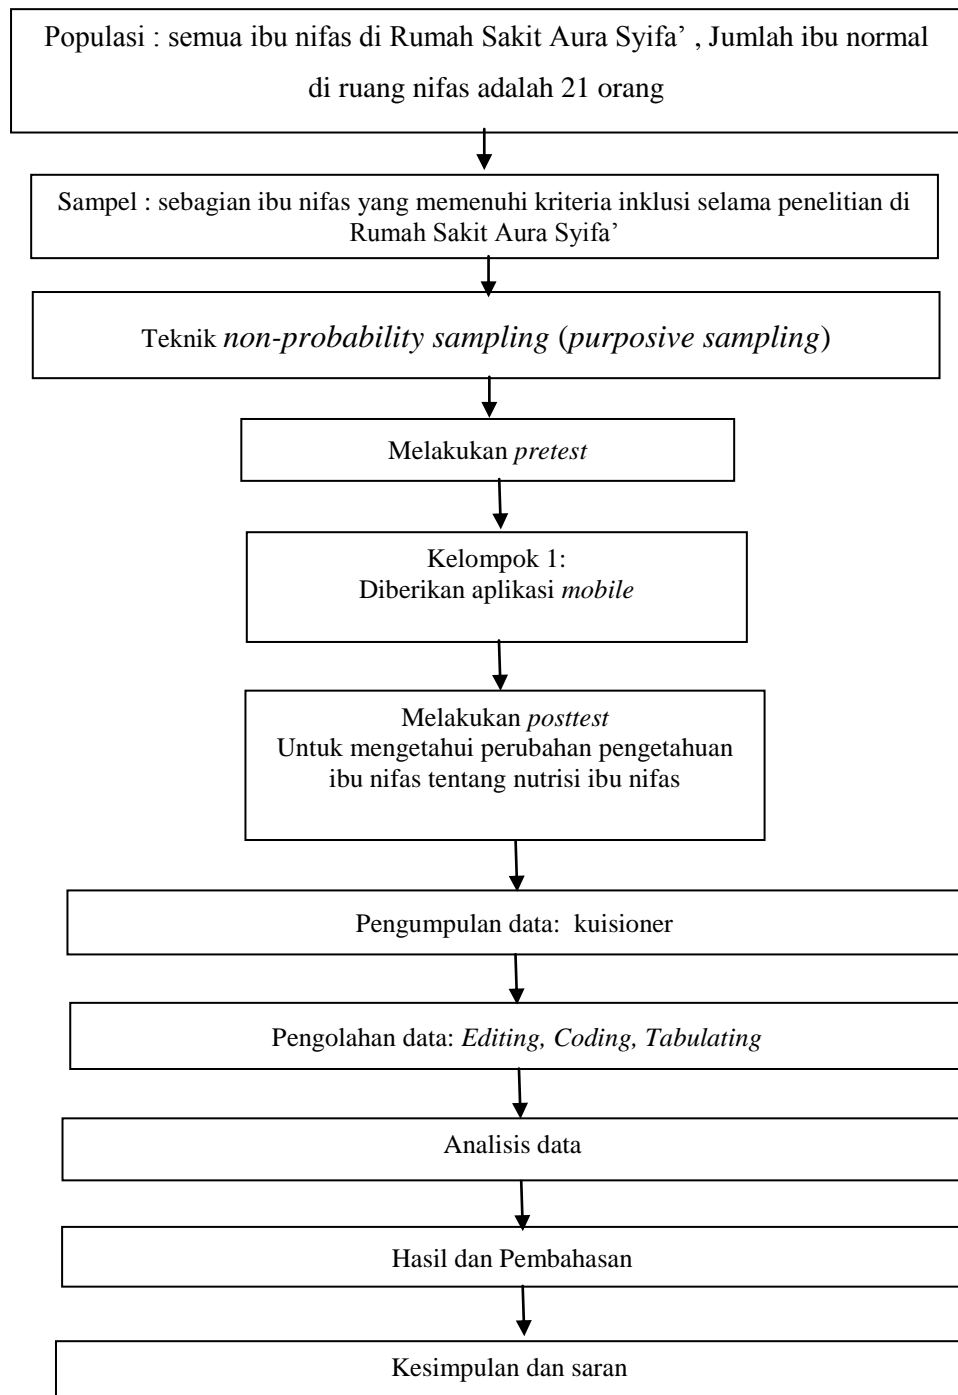 Populasi : semua ibu nifas di Rumah Sakit Aura Syifa’ , Jumlah ibu normal
di ruang nifas adalah 21 orang
Sampel : sebagian ibu nifas yang memenuhi kriteria inklusi selama penelitian di
Rumah Sakit Aura Syifa’
Teknik non-probability sampling (purposive sampling)
Melakukan pretest
Kelompok 1:
Diberikan aplikasi mobile
Melakukan posttest
Untuk mengetahui perubahan pengetahuan
ibu nifas tentang nutrisi ibu nifas
Pengumpulan data: kuisioner
Pengolahan data: Editing, Coding, Tabulating
Analisis data
Hasil dan Pembahasan
Kesimpulan dan saran